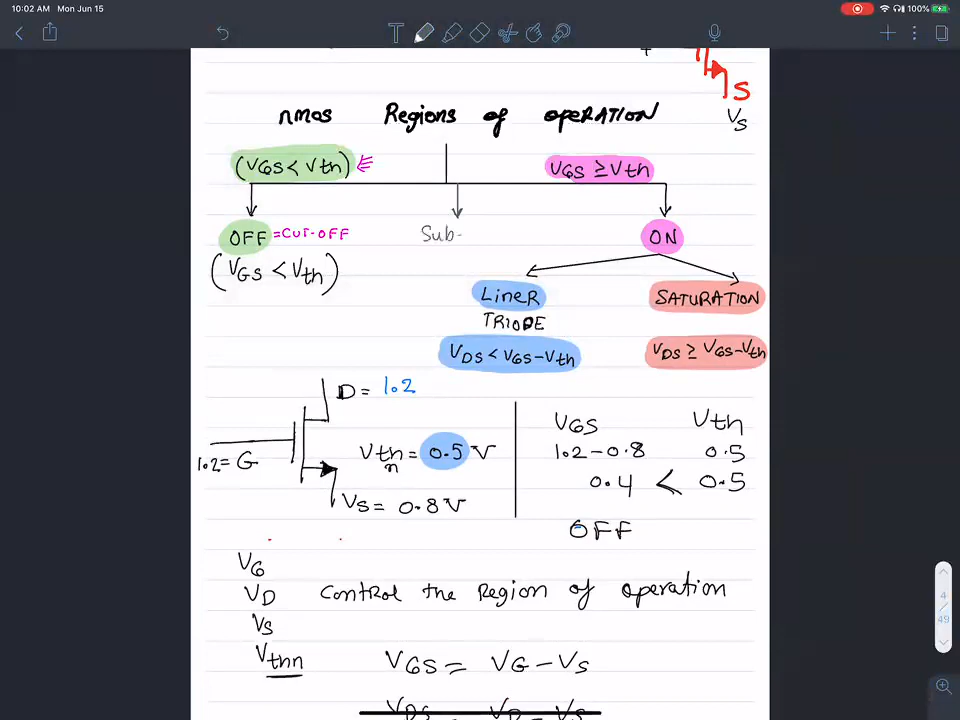 10:02 AM Mon Jun 15
100%
T
+
S
VS
nmos Regions of operation
(VGS < Vth)
VGS ≥ Vth
OFF = CUT-OFF
Sub-
ON
(VGS < Vth)
LineR
SATURATION
TRIODE
VDS < VGS-Vth
VDS ≥ VGS-Vth
D = 1.2
VGS Vth
1.2 = G
Vthn = 0.5 V
1.2 - 0.8 0.5
0.4 < 0.5
VS = 0.8 V
OFF
VG
VD Control the Region of operation
VS
Vthn
VGS = VG - VS
VDS = VD - VS
4
/
49